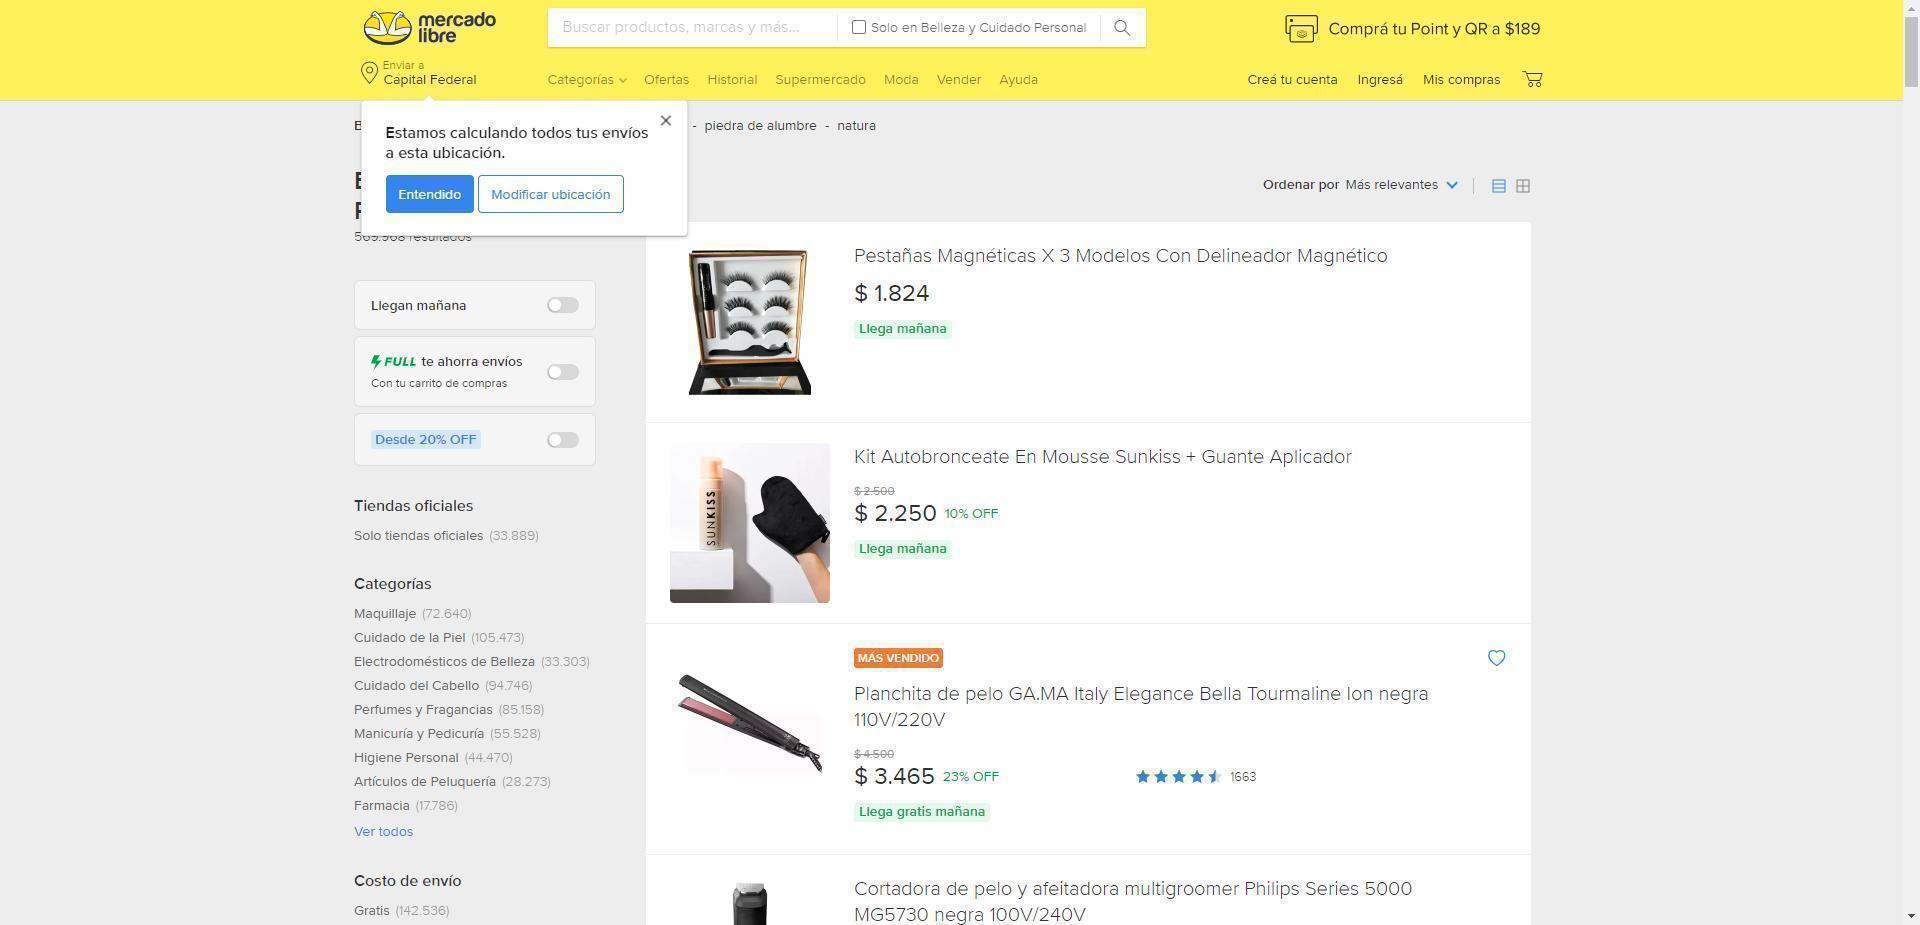 mercado
libre
Buscar productos, marcas y más...
Solo en Belleza y Cuidado Personal
Comprá tu Point y QR a $189
Enviar a
Capital Federal
Categorías
Ofertas
Historial
Supermercado
Moda
Vender
Ayuda
Creá tu cuenta
Ingresá
Mis compras
- piedra de alumbre - natura
Estamos calculando todos tus envíos
a esta ubicación.
Entendido
Modificar ubicación
569.968 resultados
Ordenar por Más relevantes
Llegan mañana
FULL te ahorra envíos
Con tu carrito de compras
Desde 20% OFF
Tiendas oficiales
Solo tiendas oficiales (33.889)
Categorías
Maquillaje (72.640)
Cuidado de la Piel (105.473)
Electrodomésticos de Belleza (33.303)
Cuidado del Cabello (94.746)
Perfumes y Fragancias (85.158)
Manicuría y Pedicuría (55.528)
Higiene Personal (44.470)
Artículos de Peluquería (28.273)
Farmacia (17.786)
Ver todos
Costo de envío
Gratis (142.536)
Pestañas Magnéticas X 3 Modelos Con Delineador Magnético
$ 1.824
Llega mañana
SUNKISS
Kit Autobronceate En Mousse Sunkiss + Guante Aplicador
$ 2.500
$ 2.250 10% OFF
Llega mañana
MÁS VENDIDO
Planchita de pelo GA.MA Italy Elegance Bella Tourmaline Ion negra
110V/220V
$ 4.500
$ 3.465 23% OFF
1663
Llega gratis mañana
Cortadora de pelo y afeitadora multigroomer Philips Series 5000
MG5730 negra 100V/240V